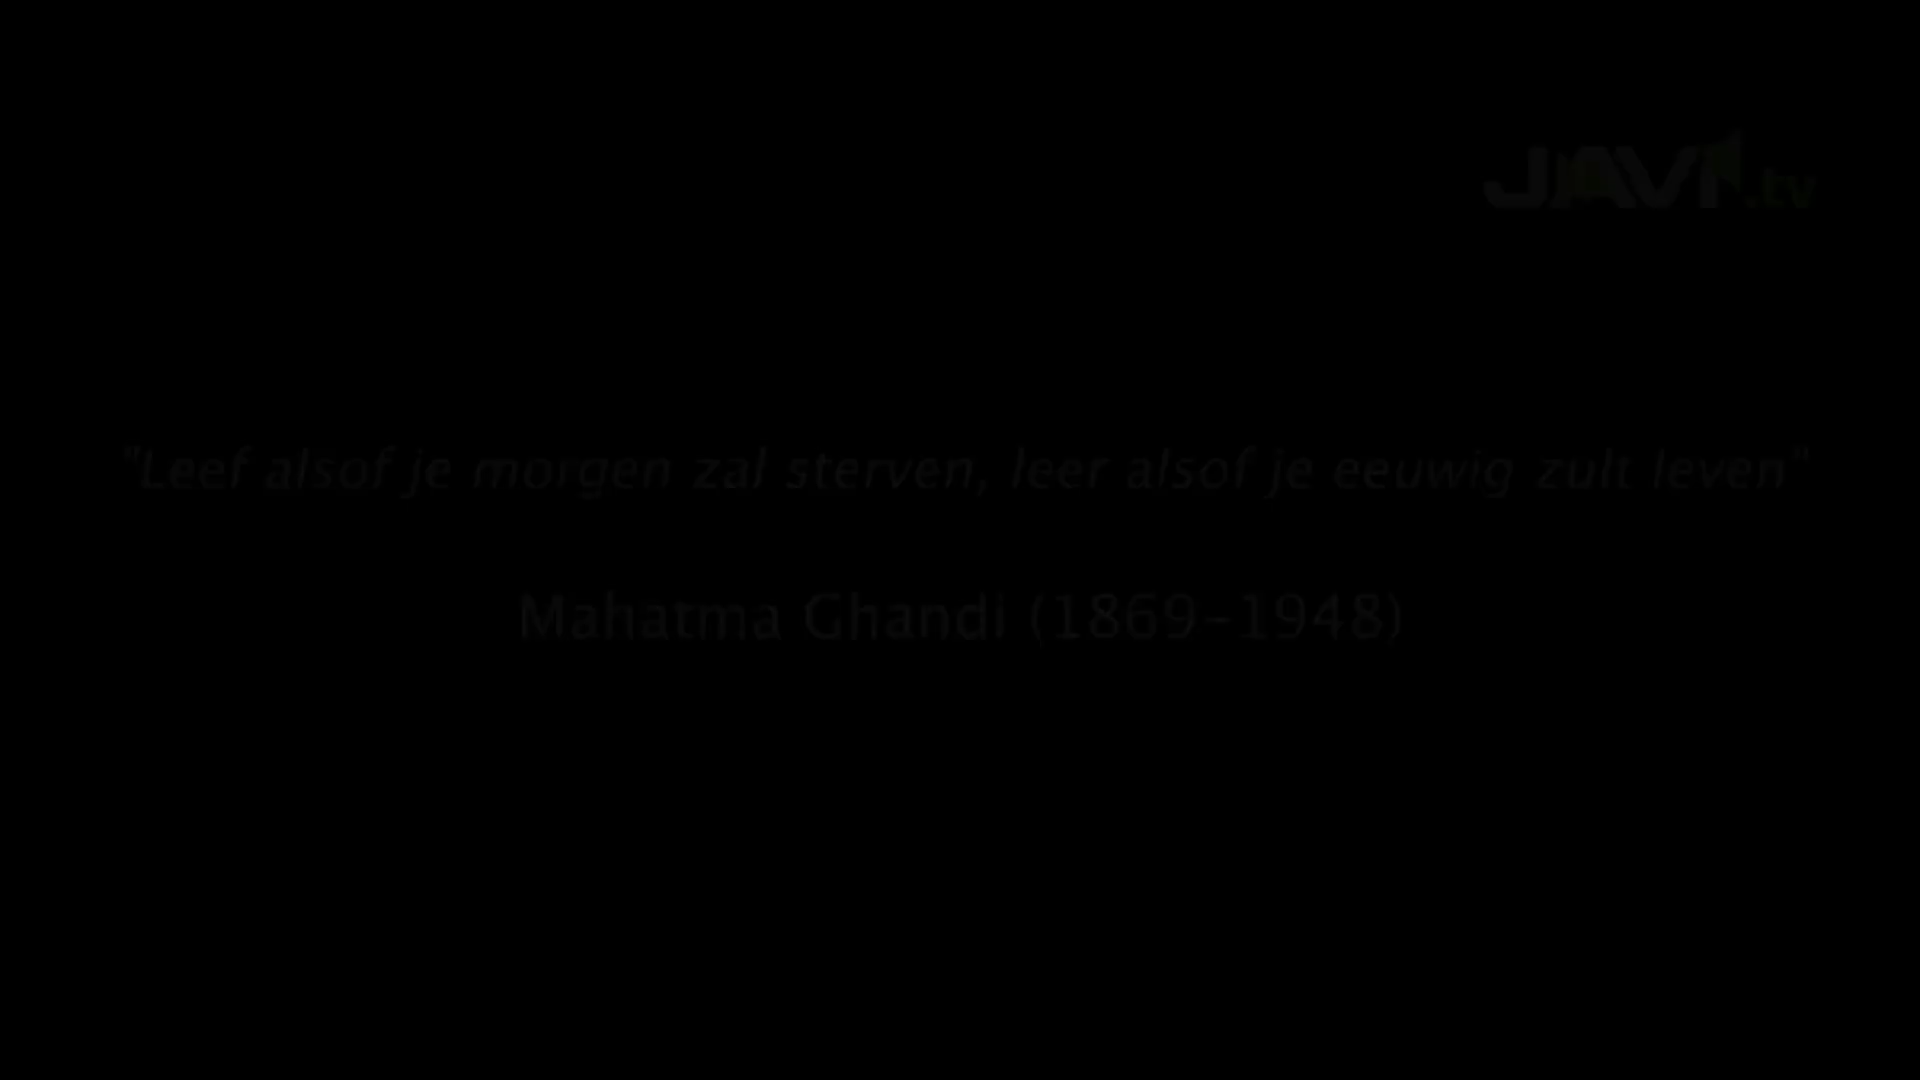 JAVI.tv
"Leef alsof je morgen zal sterven, leer alsof je eeuwig zult leven"
Mahatma Ghandi (1869-1948)